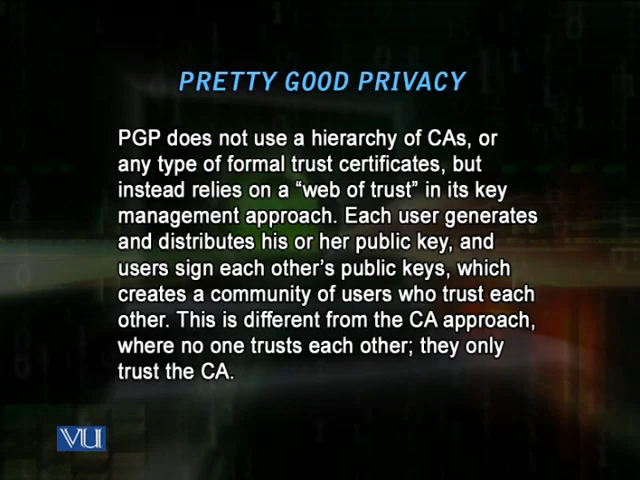 PRETTY GOOD PRIVACY
PGP does not use a hierarchy of CAs, or
any type of formal trust certificates, but
instead relies on a “web of trust” in its key
management approach. Each user generates
and distributes his or her public key, and
users sign each other’s public keys, which
creates a community of users who trust each
other. This is different from the CA approach,
where no one trusts each other; they only
trust the CA.
VU